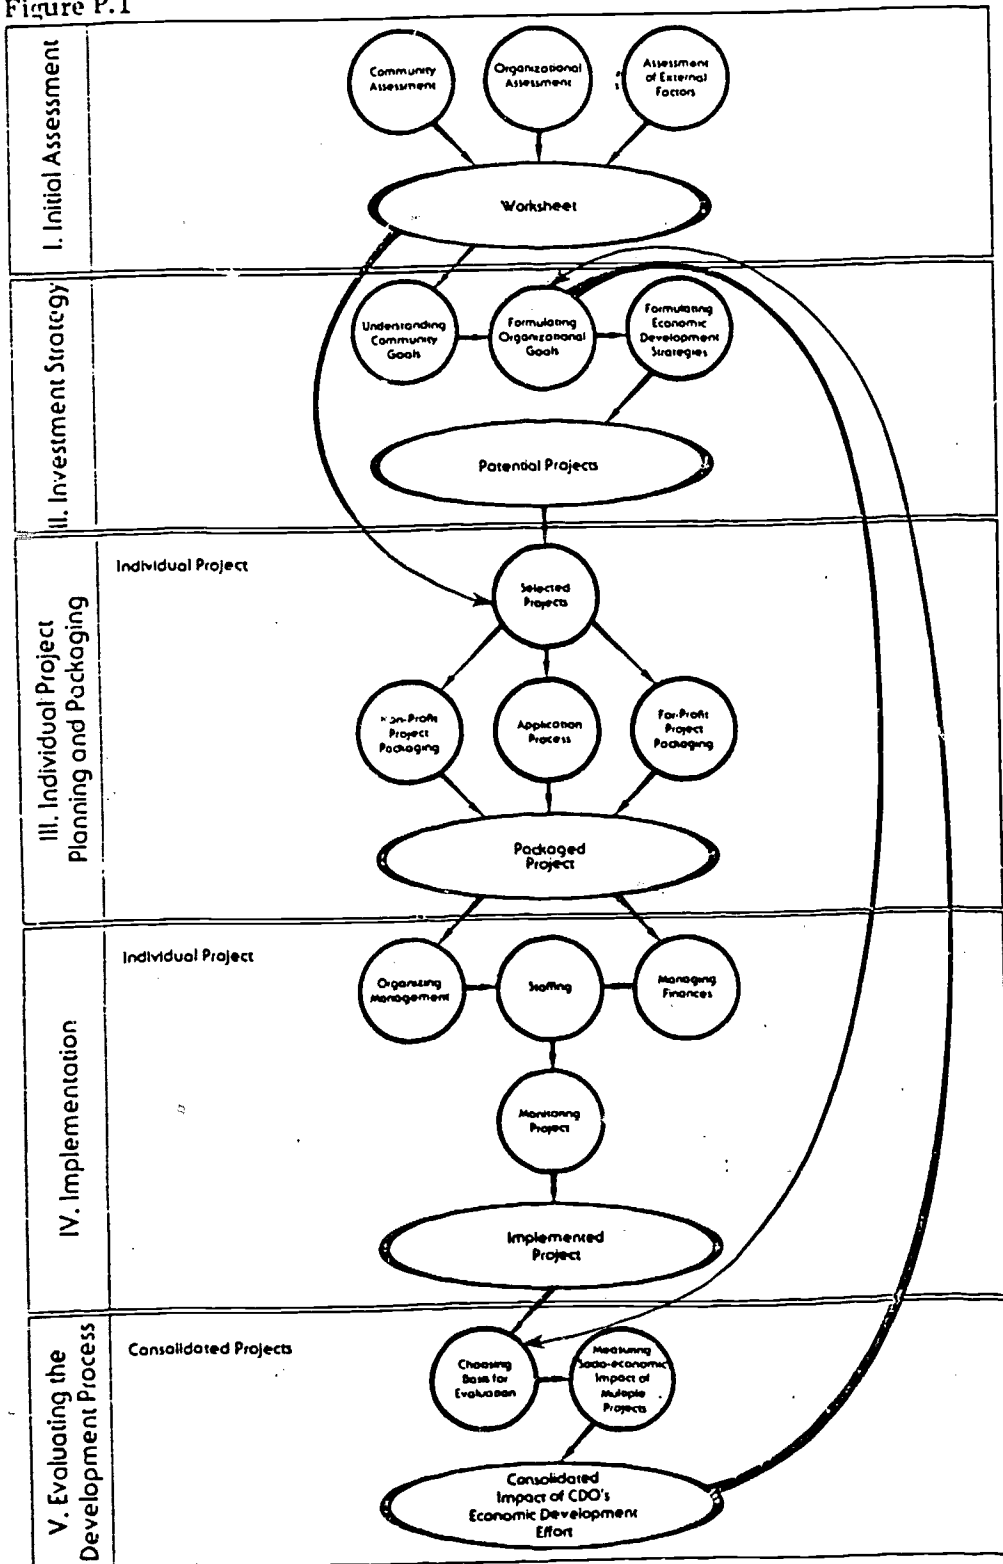 Figure P.1
I. Initial Assessment
Community
Assessment
Organizational
Assessment
Assessment
of External
Factors
Worksheet
II. Investment Strategy
Understanding
Community
Goals
Formulating
Organizational
Goals
Formulating
Economic
Development
Strategies
Potential Projects
III. Individual Project
Planning and Packaging
Individual Project
Selected
Projects
Non-Profit
Project
Packaging
Application
Process
For-Profit
Project
Packaging
Packaged
Project
IV. Implementation
Individual Project
Organizing
Management
Staffing
Managing
Finances
Monitoring
Project
Implemented
Project
V. Evaluating the
Development Process
Consolidated Projects
Choosing
Basis for
Evaluation
Measuring
Socio-economic
Impact of
Multiple
Projects
Consolidated
Impact of CDO's
Economic Development
Effort